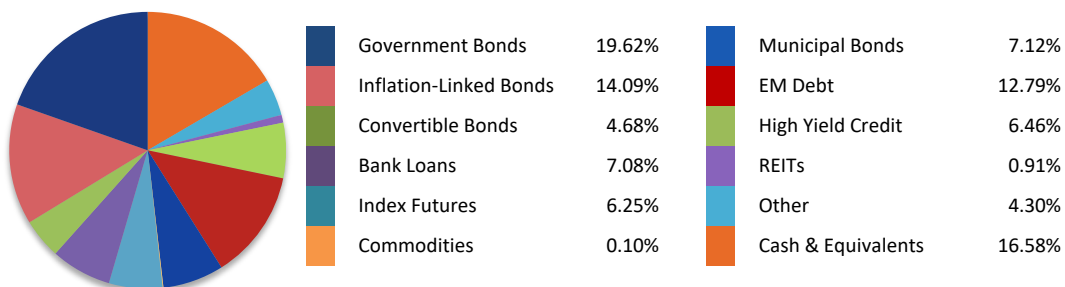 Government Bonds 19.62%
Inflation-Linked Bonds 14.09%
Convertible Bonds 4.68%
Bank Loans 7.08%
Index Futures 6.25%
Commodities 0.10%
Municipal Bonds 7.12%
EM Debt 12.79%
High Yield Credit 6.46%
REITs 0.91%
Other 4.30%
Cash & Equivalents 16.58%